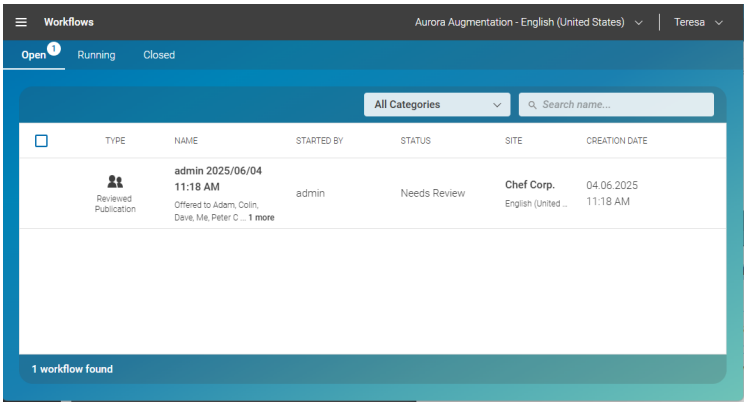 Workflows
Aurora Augmentation - English (United States)
Teresa
Open 1
Running
Closed
All Categories
Search name...
TYPE NAME STARTED BY STATUS SITE CREATION DATE
admin 2025/06/04
11:18 AM
Reviewed
Publication
Offered to Adam, Colin,
Dave, Me, Peter C ... 1 more
admin
Needs Review
Chef Corp.
English (United ...
04.06.2025
11:18 AM
1 workflow found